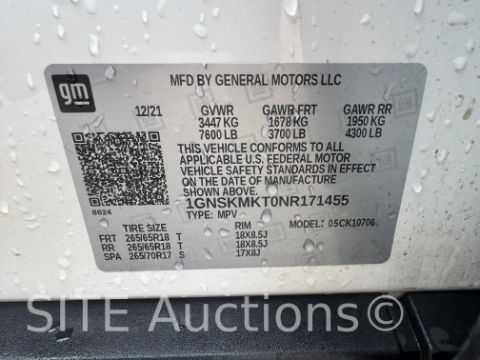 gm
MFD BY GENERAL MOTORS LLC
12/21 GVWR GAWR FRT GAWR RR
3447 KG 1678 KG 1950 KG
7600 LB 3700 LB 4300 LB
THIS VEHICLE CONFORMS TO ALL
APPLICABLE U.S. FEDERAL MOTOR
VEHICLE SAFETY STANDARDS IN EFFECT
ON THE DATE OF MANUFACTURE
SHOWN ABOVE.
8624
1GNSKMKT0NR171455
TYPE: MPV
TIRE SIZE RIM 05CK10706
FRT 265/65R18 T 18X8.5J
RR 265/65R18 T 18X8.5J
SPA 265/70R17 S 17X8J
SITE Auctions.com